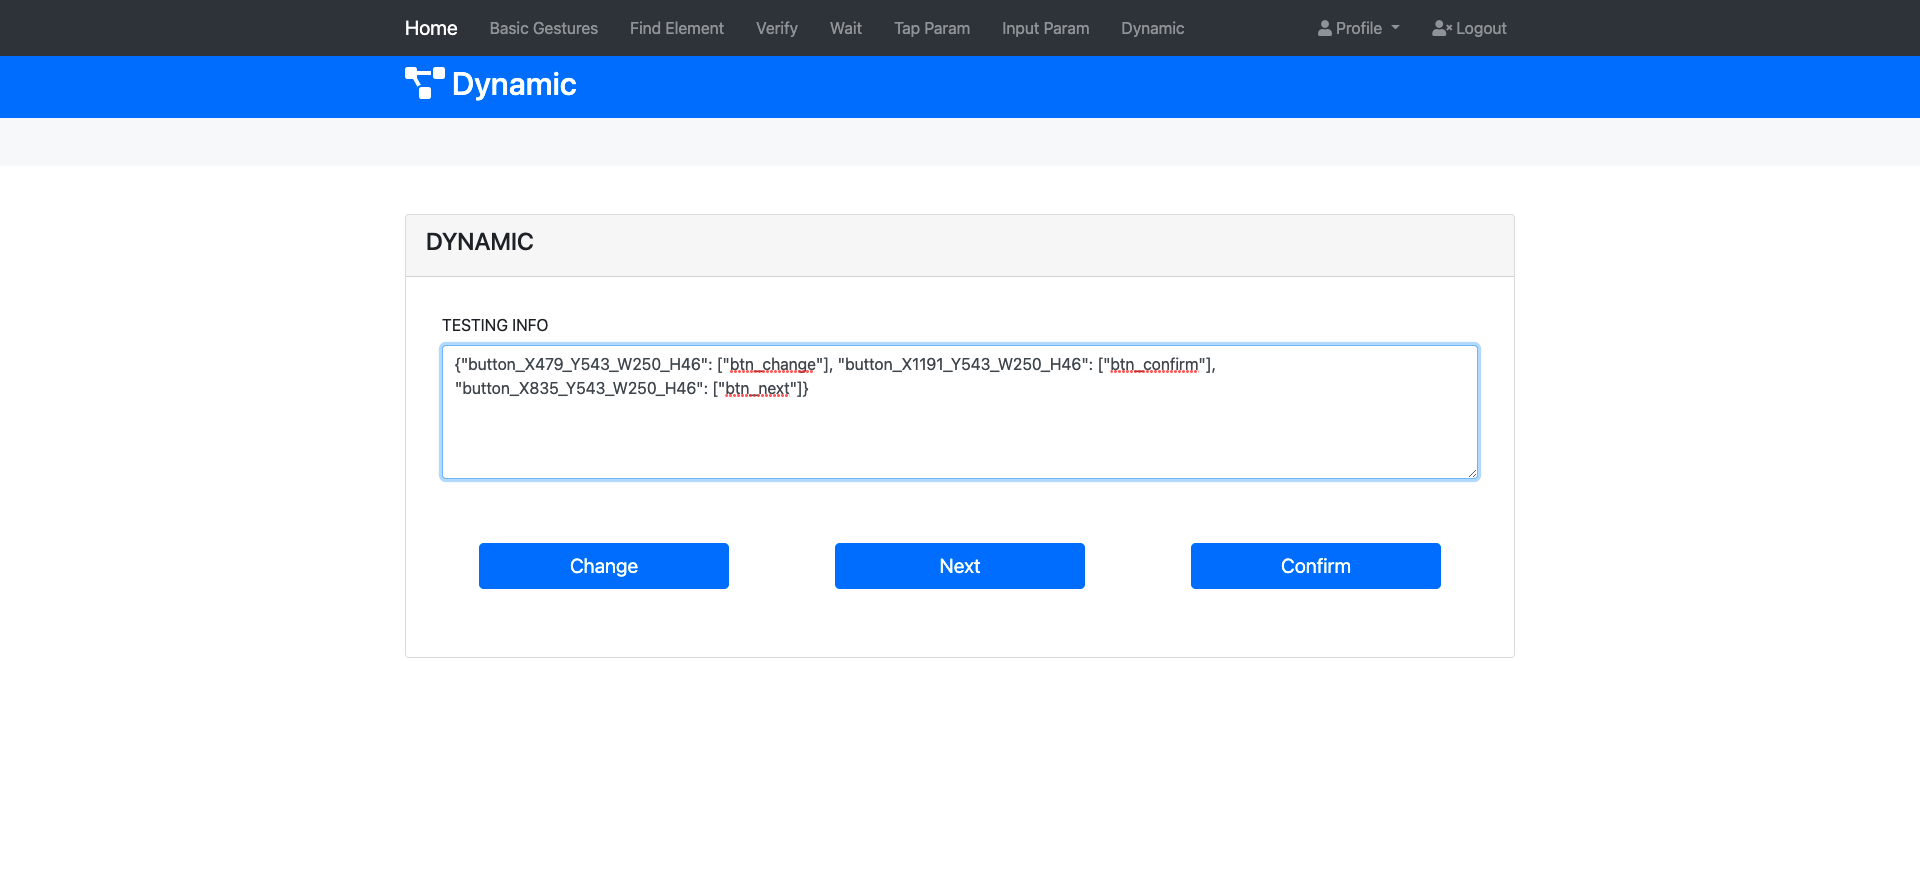 Home Basic Gestures Find Element Verify Wait Tap Param Input Param Dynamic Profile Logout
Dynamic
DYNAMIC
TESTING INFO
{"button_X479_Y543_W250_H46": ["btn_change"], "button_X1191_Y543_W250_H46": ["btn_confirm"],
"button_X835_Y543_W250_H46": ["btn_next"]}
Change Next Confirm